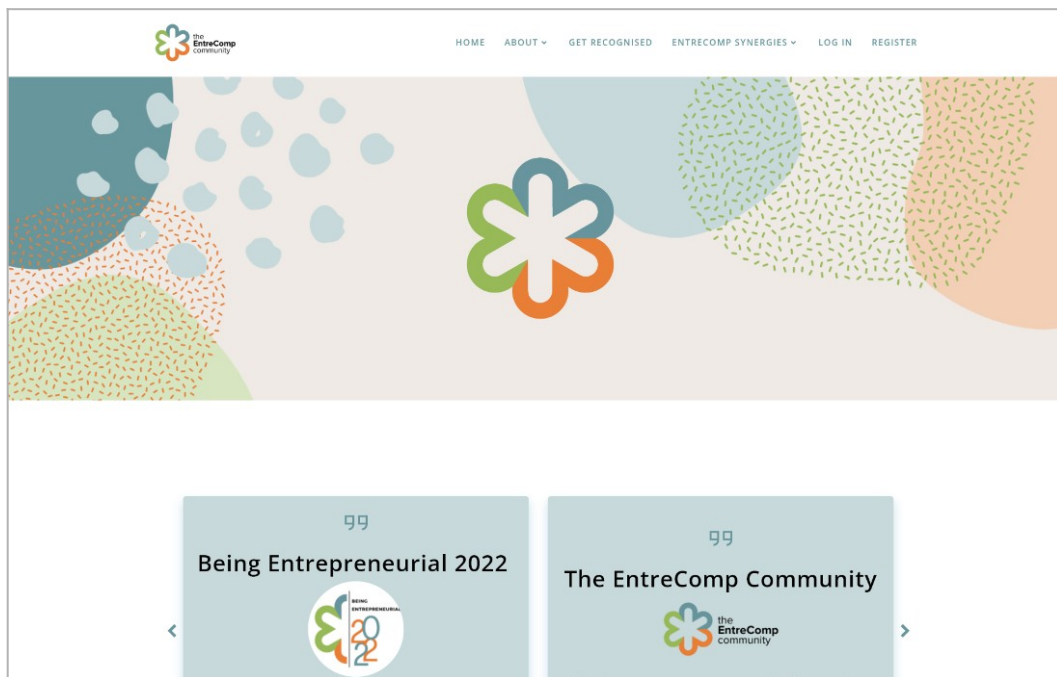 the
EntreComp
community
HOME ABOUT GET RECOGNISED ENTRECOMP SYNERGIES LOG IN REGISTER
Being Entrepreneurial 2022
BEING
ENTREPRENEURIAL
20
22
The EntreComp Community
the
EntreComp
community